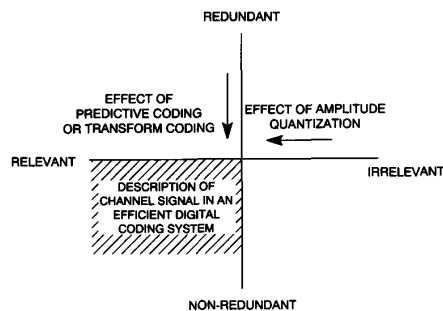 REDUNDANT
EFFECT OF
PREDICTIVE CODING
OR TRANSFORM CODING
EFFECT OF AMPLITUDE
QUANTIZATION
RELEVANT
IRRELEVANT
DESCRIPTION OF
CHANNEL SIGNAL IN AN
EFFICIENT DIGITAL
CODING SYSTEM
NON-REDUNDANT